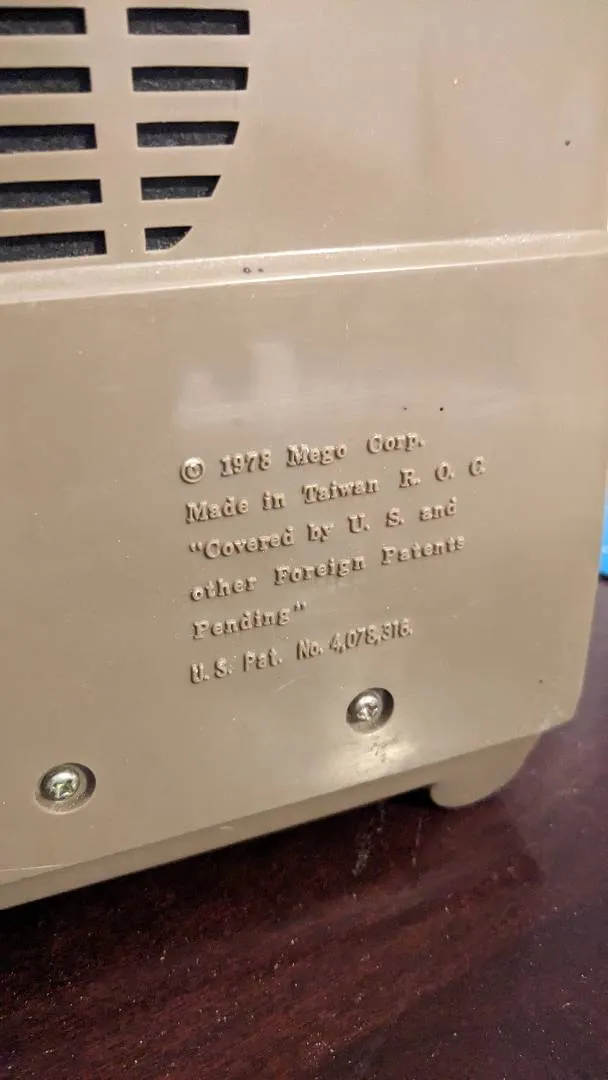 © 1978 Mego Corp.
Made in Taiwan R. O. C.
"Covered by U. S. and
other Foreign Patents
Pending"
U.S. Pat. No. 4,078,316.